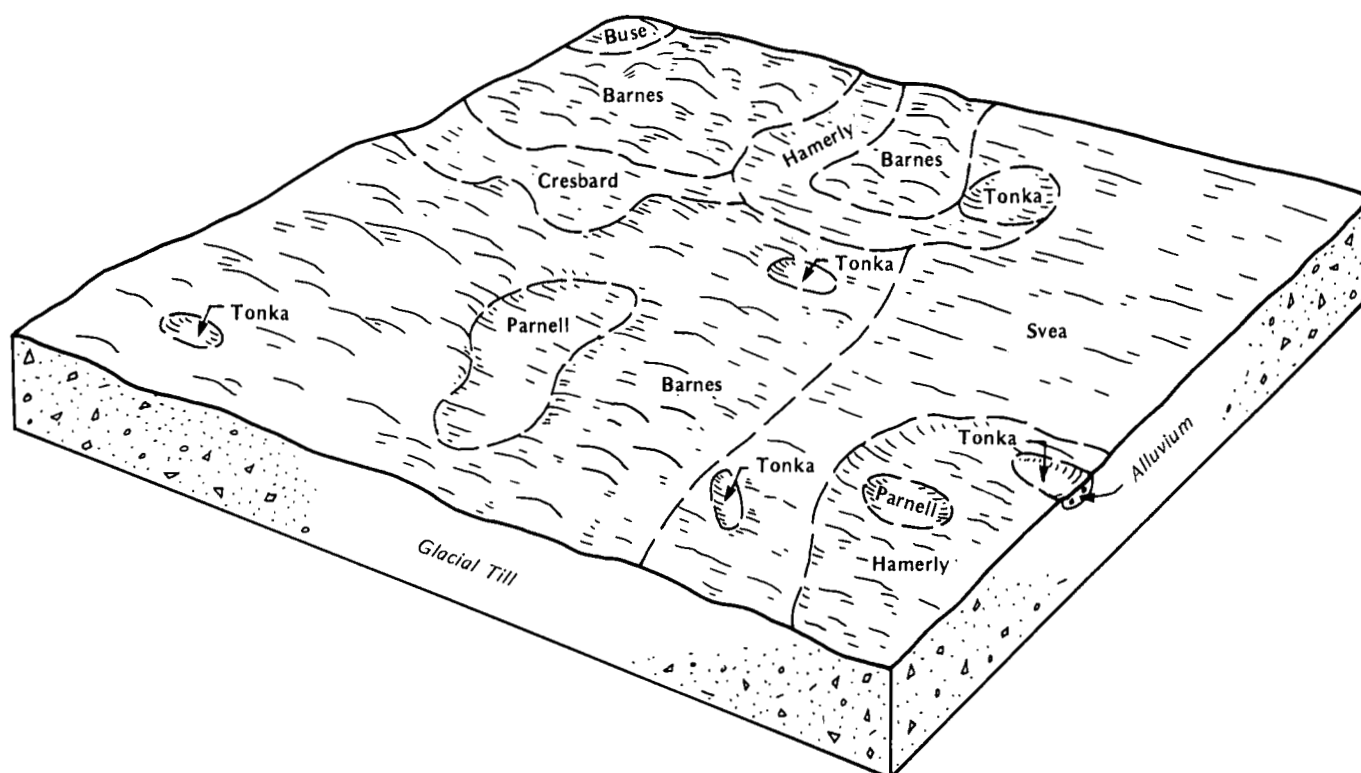 Buse
Barnes
Hamerly
Barnes
Cresbard
Tonka
Tonka
Tonka
Parnell
Svea
Barnes
Tonka
Tonka
Alluvium
Parnell
Glacial Till
Hamerly